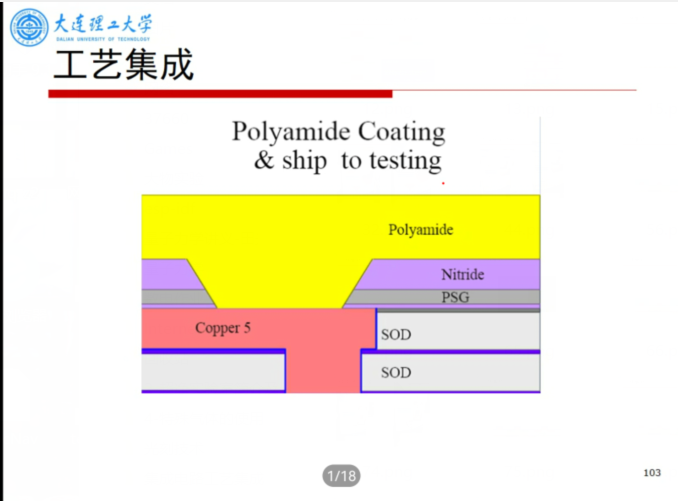 大连理工大学
DALIAN UNIVERSITY OF TECHNOLOGY
工艺集成
Polyamide Coating
& ship to testing
Polyamide
Nitride
PSG
Copper 5
SOD
SOD
1/18
103